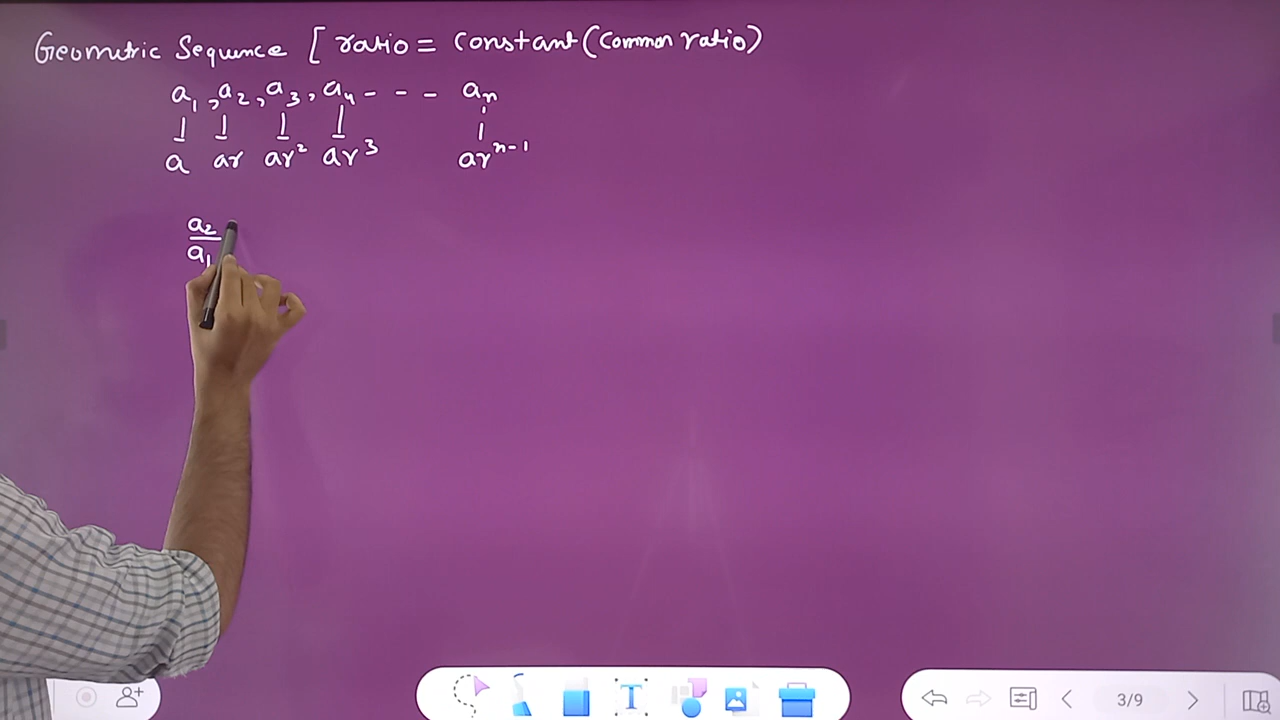 Geometric Sequence [ ratio = constant (Common ratio)
a₁, a₂, a₃, a₄ - - - aₙ
a ar ar² ar³ arⁿ⁻¹
a₂
a₁
T
3/9